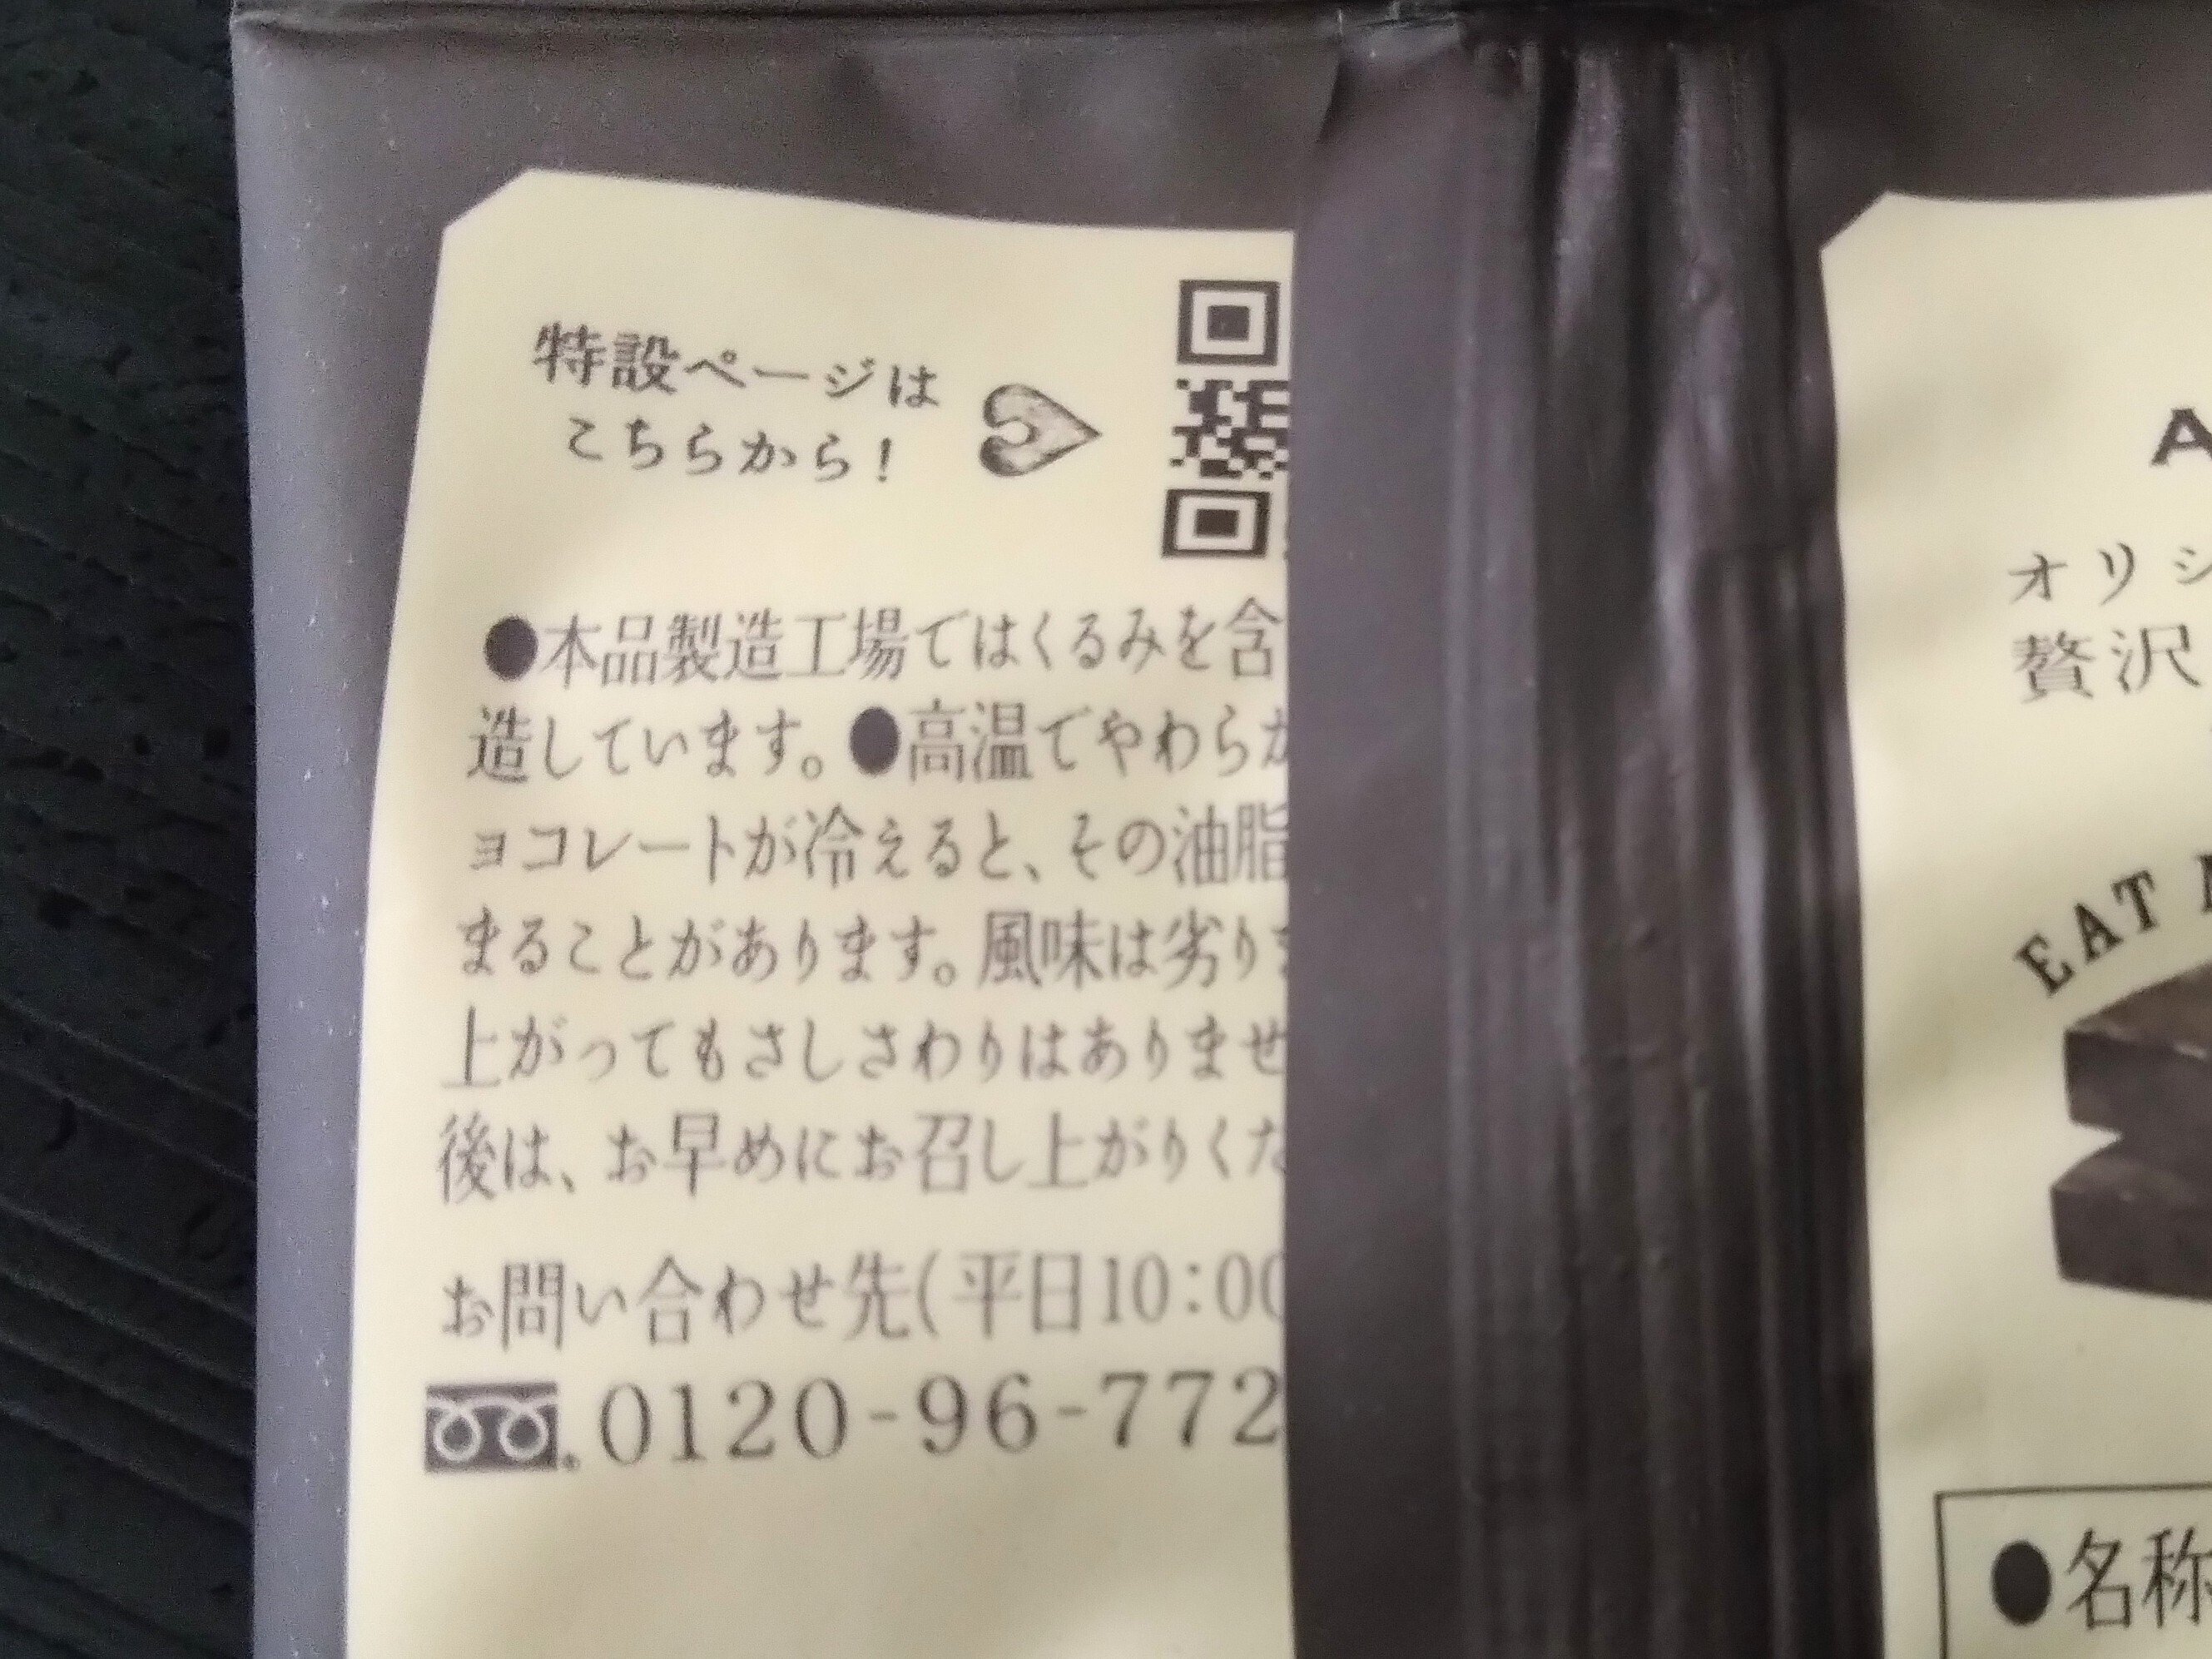 特設ページは
こちらから!
●本品製造工場ではくるみを含
造しています。●高温でやわらか
ョコレートが冷えると、その油脂
まることがあります。風味は劣りま
上がってもさしさわりはありませ
後は、お早めにお召し上がりくだ
お問い合わせ先(平日10:00
0120-96-772
A
オリジ
贅沢
EAT
●名称